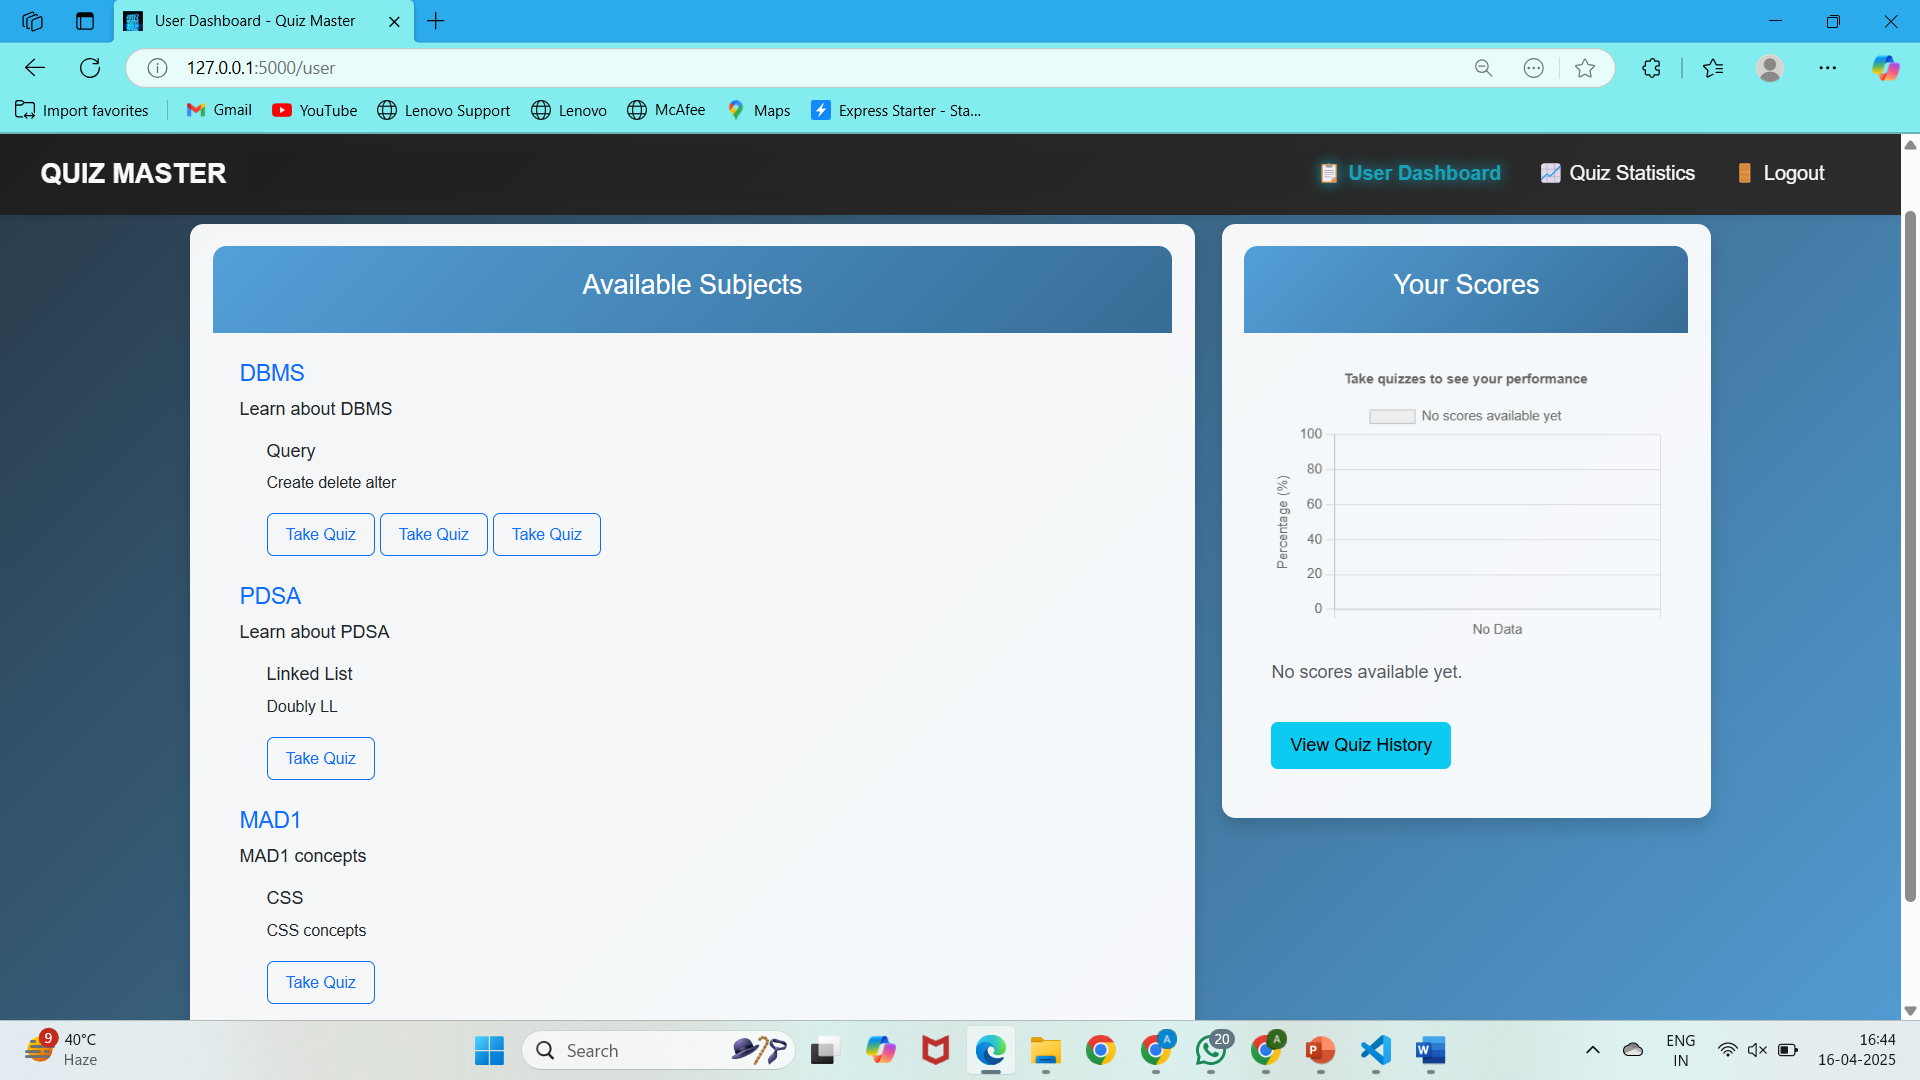 User Dashboard - Quiz Master
127.0.0.1:5000/user
Import favorites
Gmail
YouTube
Lenovo Support
Lenovo
McAfee
Maps
Express Starter - Sta...
QUIZ MASTER
User Dashboard
Quiz Statistics
Logout
Available Subjects
DBMS
Learn about DBMS
Query
Create delete alter
Take Quiz Take Quiz Take Quiz
PDSA
Learn about PDSA
Linked List
Doubly LL
Take Quiz
MAD1
MAD1 concepts
CSS
CSS concepts
Take Quiz
Your Scores
Take quizzes to see your performance
No scores available yet
100
80
60
40
20
0
Percentage (%)
No Data
No scores available yet.
View Quiz History
9
40°C
Haze
Search
A
20
A
P
W
ENG
IN
16:44
16-04-2025